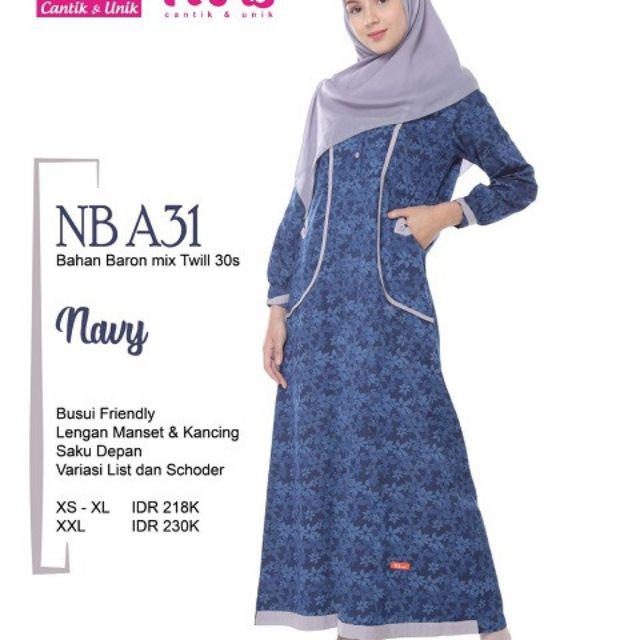 Cantik & Unik
cantik & unik
NB A31
Bahan Baron mix Twill 30s
Navy
Busui Friendly
Lengan Manset & Kancing
Saku Depan
Variasi List dan Schoder
XS - XL IDR 218K
XXL IDR 230K